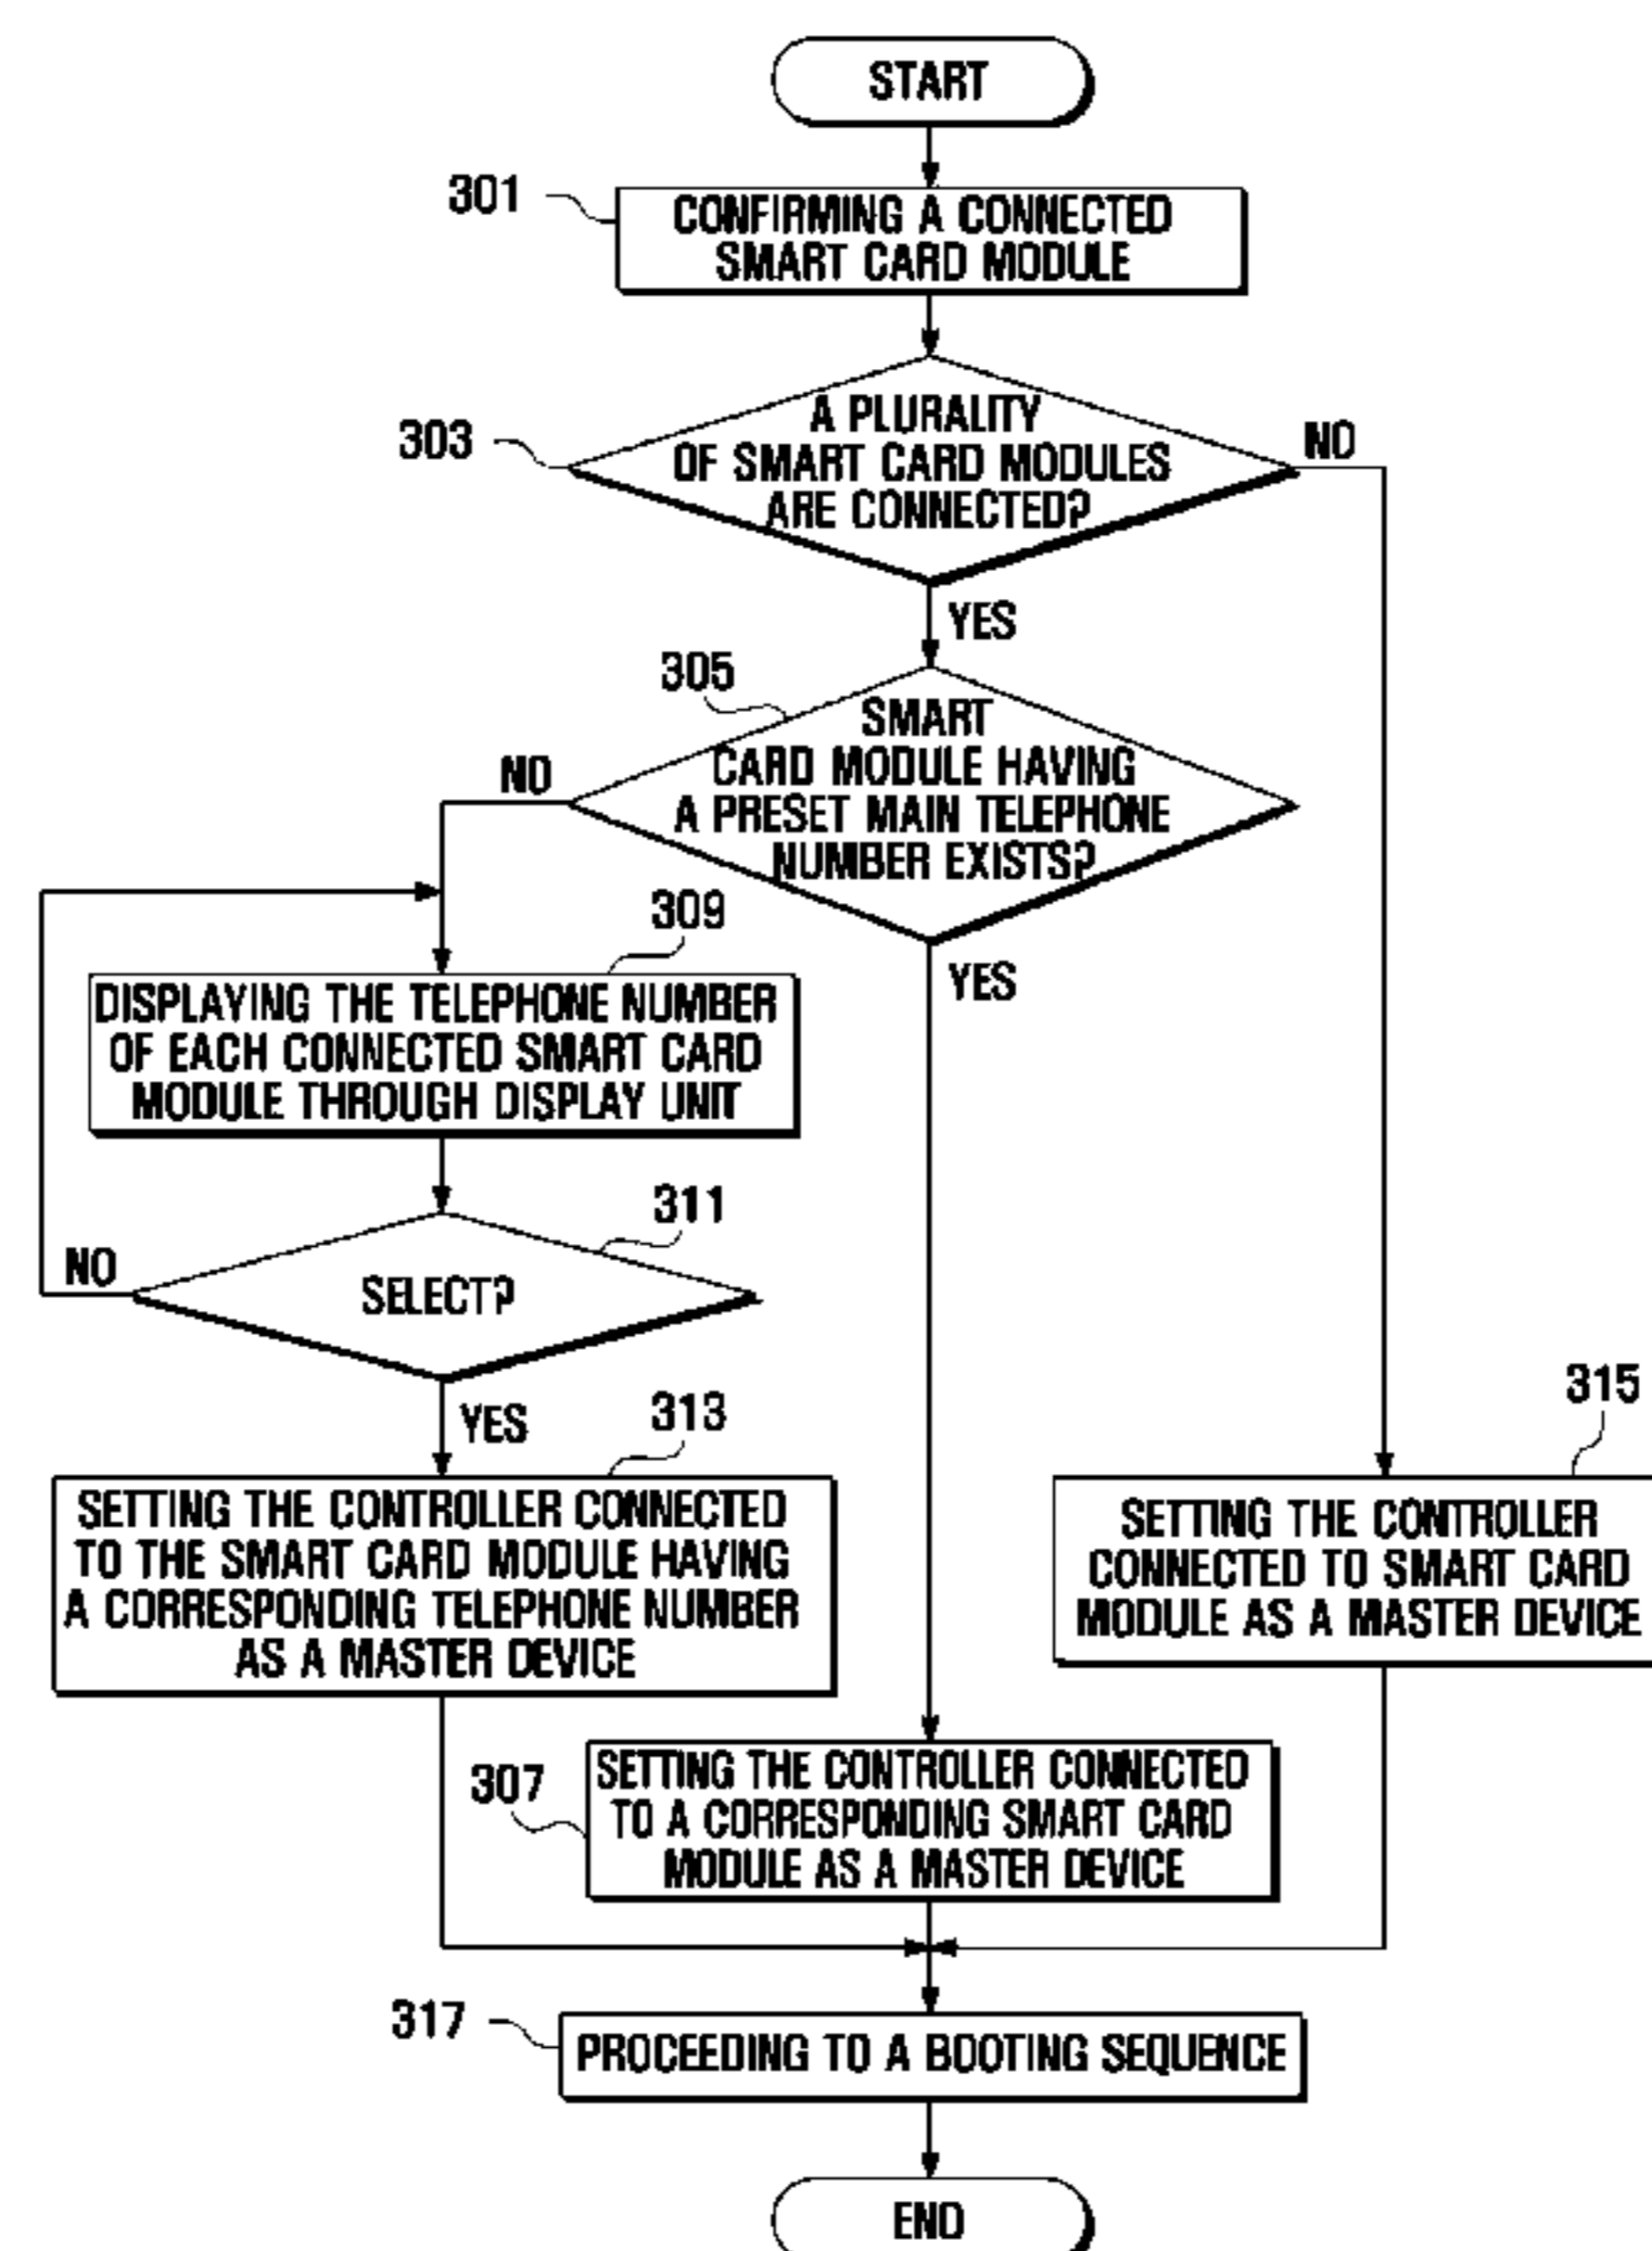 START
301
CONFIRMING A CONNECTED
SMART CARD MODULE
303
A PLURALITY
OF SMART CARD MODULES
ARE CONNECTED?
NO
YES
305
SMART
CARD MODULE HAVING
A PRESET MAIN TELEPHONE
NUMBER EXISTS?
NO
YES
309
DISPLAYING THE TELEPHONE NUMBER
OF EACH CONNECTED SMART CARD
MODULE THROUGH DISPLAY UNIT
311
SELECT?
NO
YES
313
SETTING THE CONTROLLER CONNECTED
TO THE SMART CARD MODULE HAVING
A CORRESPONDING TELEPHONE NUMBER
AS A MASTER DEVICE
315
SETTING THE CONTROLLER
CONNECTED TO SMART CARD
MODULE AS A MASTER DEVICE
307
SETTING THE CONTROLLER CONNECTED
TO A CORRESPONDING SMART CARD
MODULE AS A MASTER DEVICE
317
PROCEEDING TO A BOOTING SEQUENCE
END